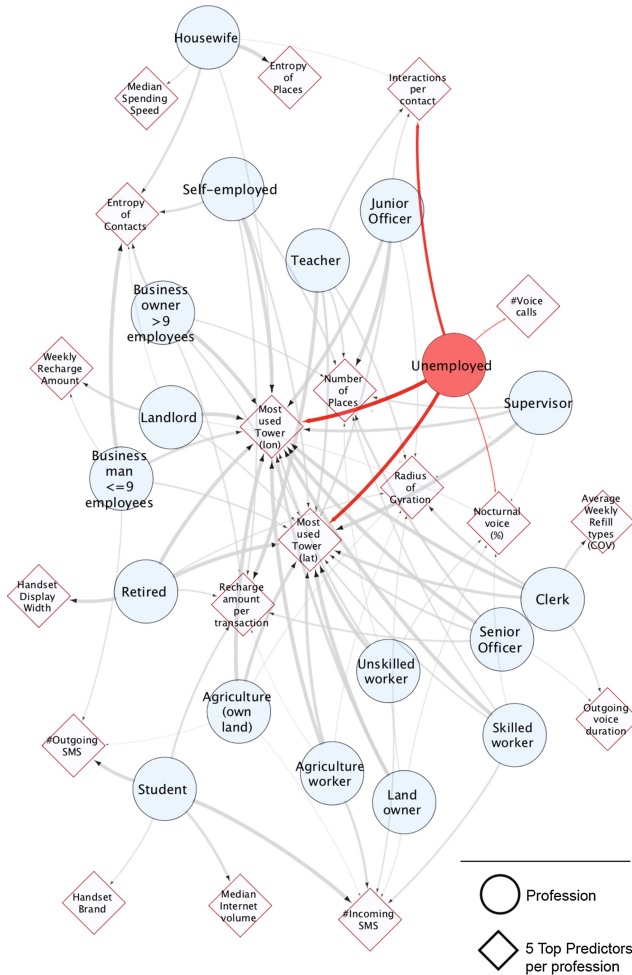 Housewife
Entropy
of
Places
Median
Spending
Speed
Interactions
per
contact
Self-employed
Entropy
of
Contacts
Junior
Officer
Teacher
Business
owner
>9
employees
#Voice
calls
Weekly
Recharge
Amount
Unemployed
Number
of
Places
Landlord
Most
used
Tower
(lon)
Supervisor
Business
man
<=9
employees
Radius
of
Gyration
Nocturnal
voice
(%)
Average
Weekly
Refill
types
(COV)
Most
used
Tower
(lat)
Handset
Display
Width
Retired
Recharge
amount
per
transaction
Clerk
Senior
Officer
Unskilled
worker
Agriculture
(own
land)
Outgoing
voice
duration
#Outgoing
SMS
Skilled
worker
Student
Agriculture
worker
Land
owner
Handset
Brand
Median
Internet
volume
#Incoming
SMS
Profession
5 Top Predictors
per profession